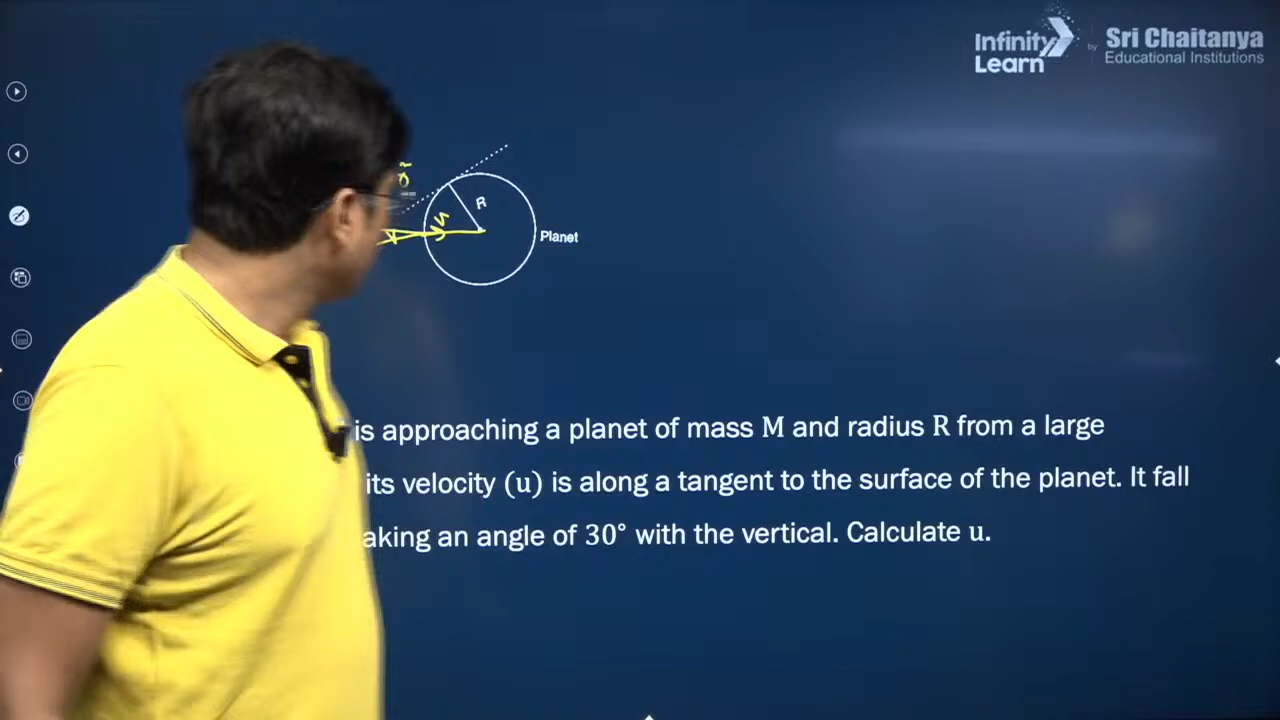 Infinity
Learn
by
Sri Chaitanya
Educational Institutions
R
Planet
is approaching a planet of mass M and radius R from a large
its velocity (u) is along a tangent to the surface of the planet. It fall
aking an angle of 30° with the vertical. Calculate u.